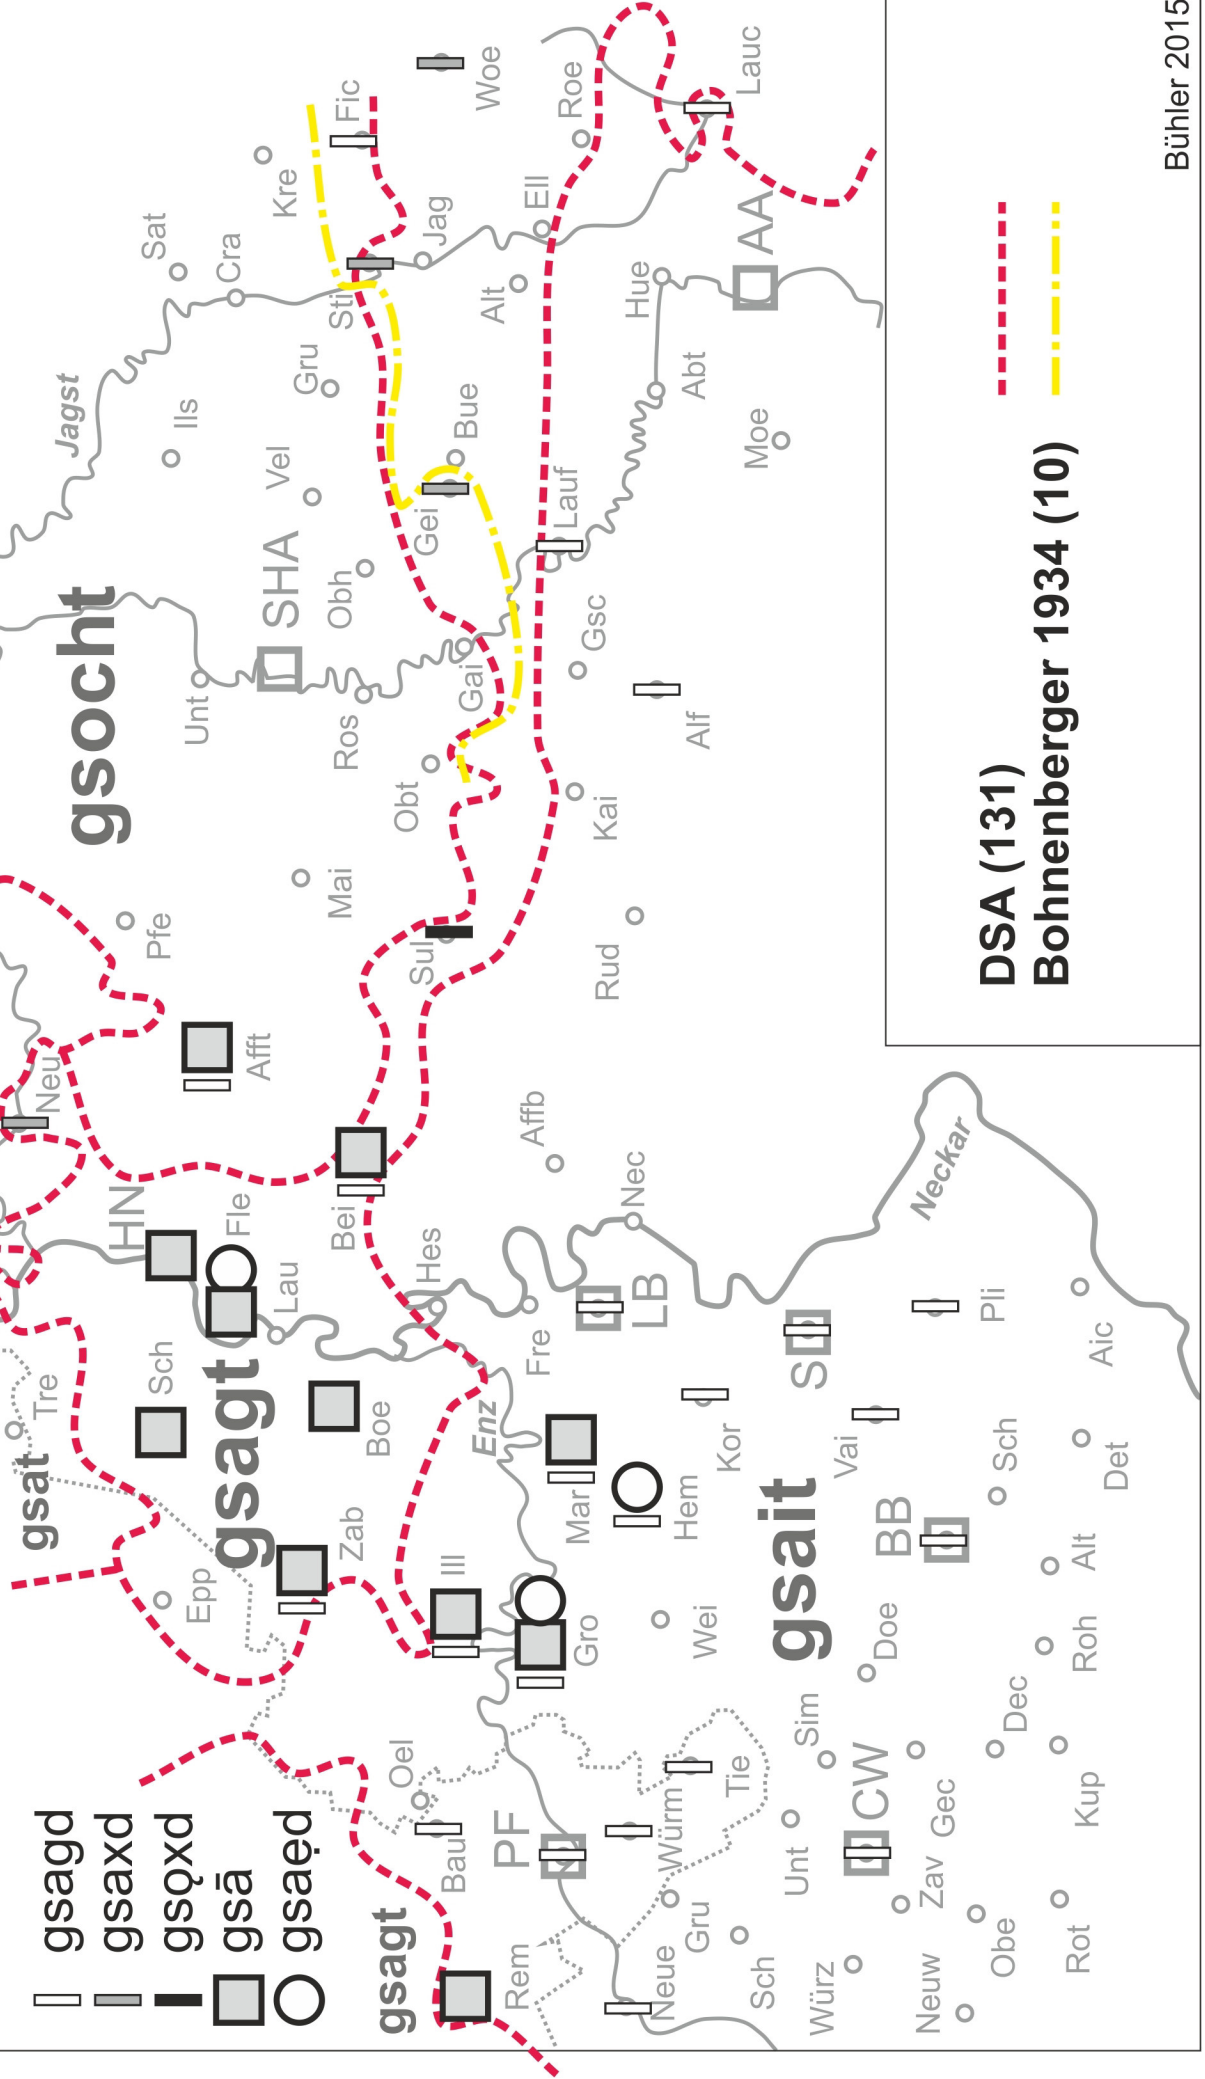 gsagd
gsaxd
gsǫxd
gsā
gsaẹd
gsagt
gsat
gsagt
gsocht
gsait
Jagst
Enz
Neckar
Neu
Tre
HN
Sch
Fle
Lau
Epp
Zab
Boe
Bei
Afft
Pfe
Mai
Unt
SHA
Ros
Obh
Vel
Ils
Gru
Cra
Sat
Kre
Fic
Woe
Sti
Jag
Roe
Ell
Lauc
Alt
Hue
AA
Abt
Moe
Bue
Gei
Lauf
Gsc
Gai
Alf
Obt
Kai
Sul
Rud
Affb
Nec
Hes
Fre
LB
Ill
Mar
Hem
Kor
Gro
Wei
Oel
Bau
PF
Rem
Würm
Tie
Neue
Gru
Sch
Unt
Sim
CW
Würz
Zav
Gec
Doe
Dec
Neuw
Obe
Rot
Kup
Roh
Alt
BB
Vai
S
Pli
Sch
Det
Aic
DSA (131)
Bohnenberger 1934 (10)
Bühler 2015